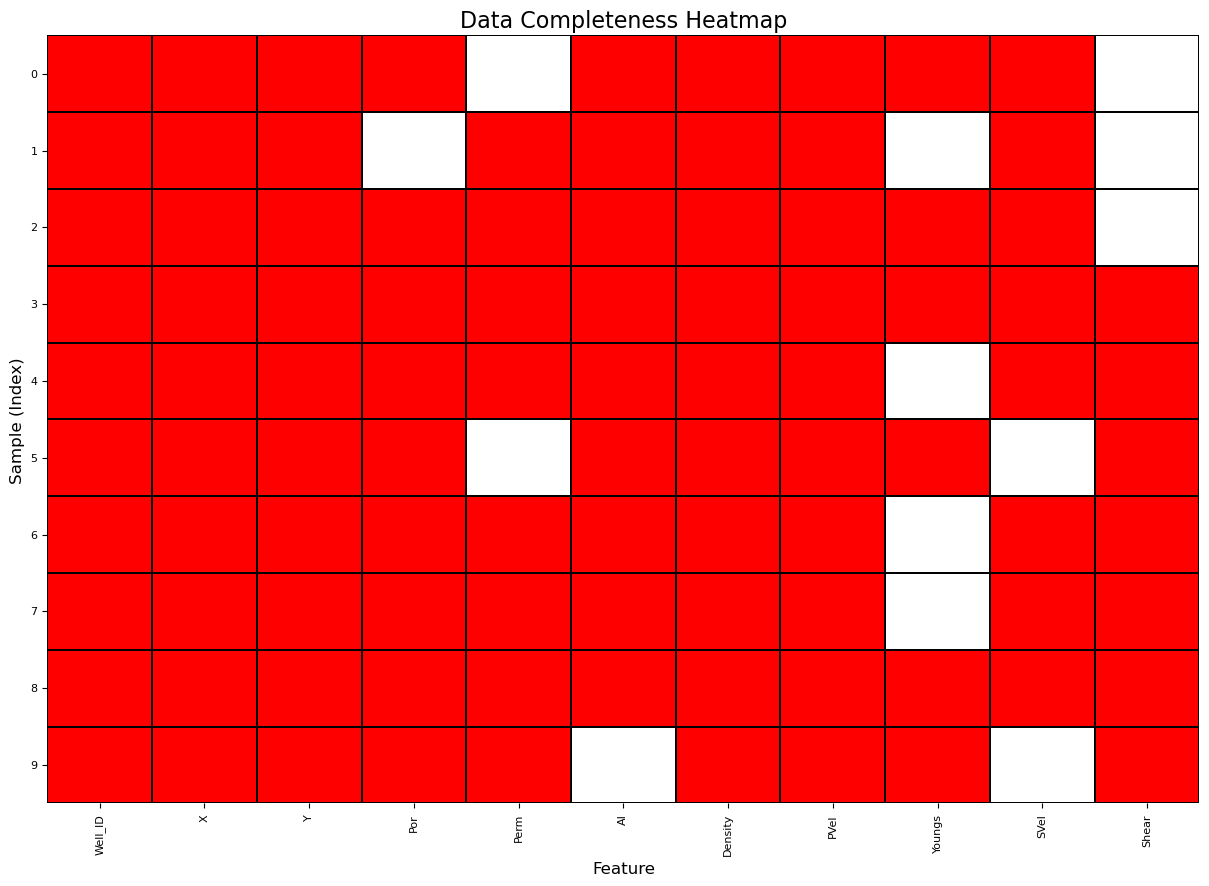 Data Completeness Heatmap
Sample (Index)
0
1
2
3
4
5
6
7
8
9
Well_ID
X
Y
Por
Perm
AI
Density
PVel
Youngs
SVel
Shear
Feature